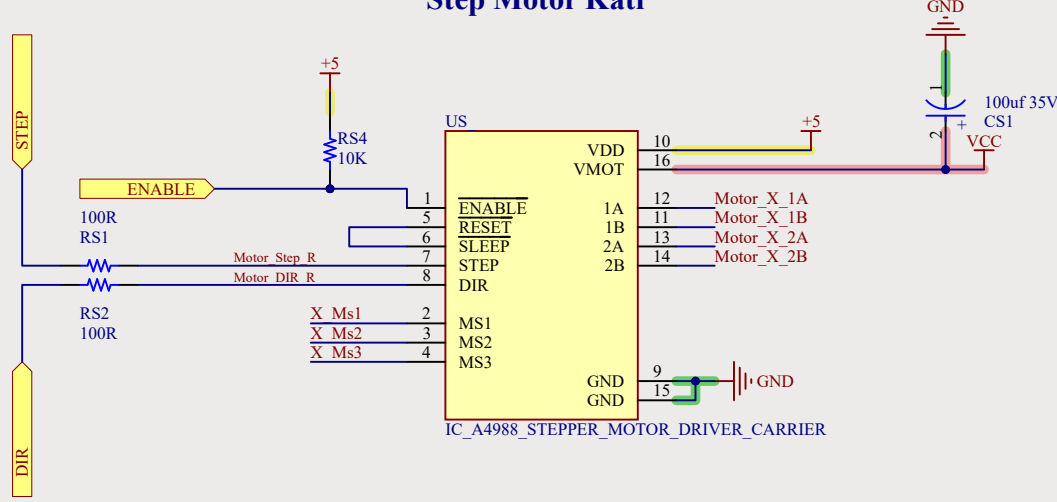 Step Motor Katı
GND
1
100uf 35V
CS1
2
+
VCC
+5
RS4
10K
STEP
ENABLE
100R
RS1
Motor_Step_R
Motor_DIR_R
RS2
100R
X_Ms1
X_Ms2
X_Ms3
DIR
US
1 ENABLE
5 RESET
6 SLEEP
7 STEP
8 DIR
2 MS1
3 MS2
4 MS3
VDD 10
+5
VMOT 16
1A 12 Motor_X_1A
1B 11 Motor_X_1B
2A 13 Motor_X_2A
2B 14 Motor_X_2B
GND 9
GND 15
GND
IC_A4988_STEPPER_MOTOR_DRIVER_CARRIER